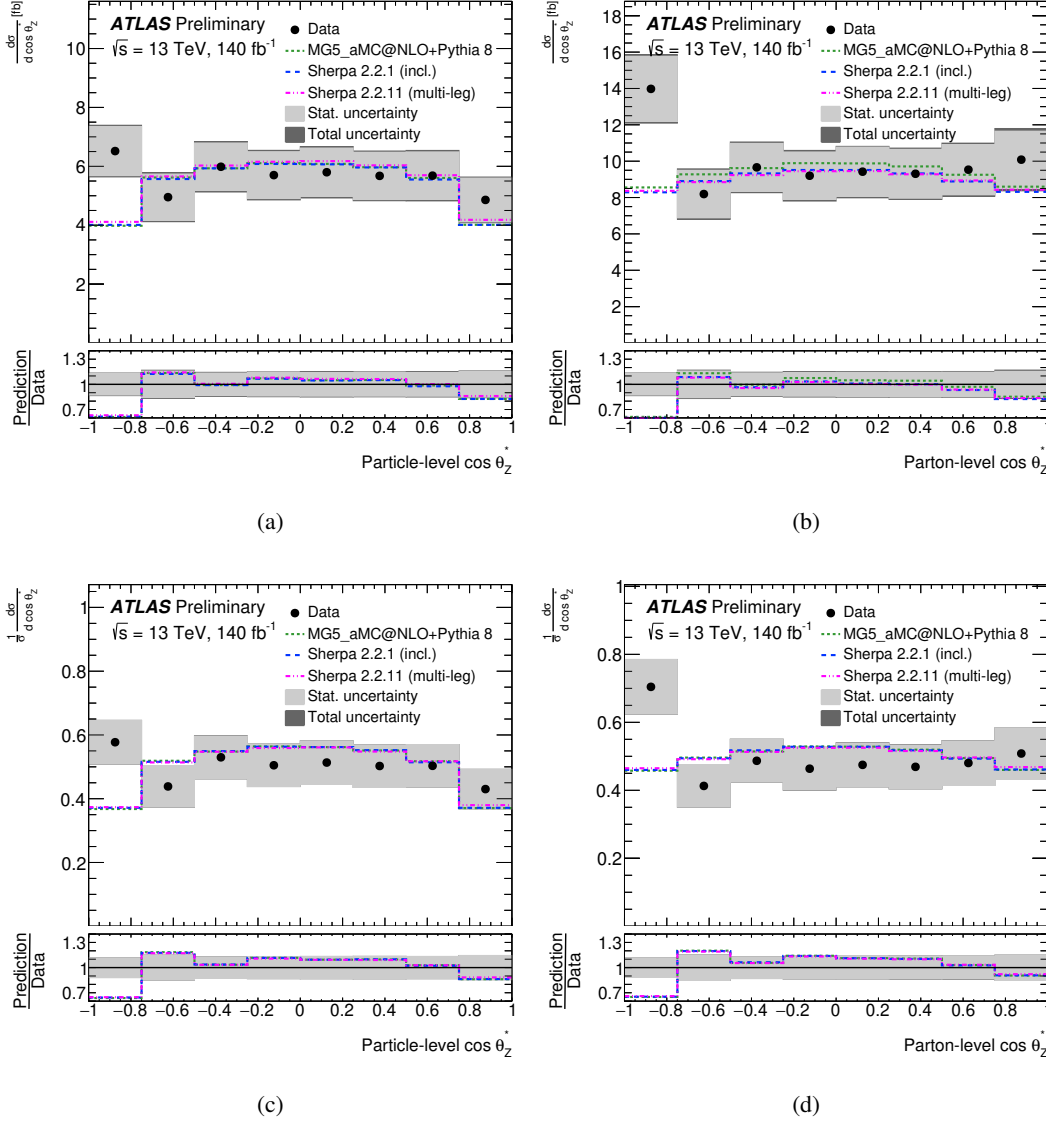 dσ / d cos θ*_Z [fb]
ATLAS Preliminary
√s = 13 TeV, 140 fb⁻¹
Data
MG5_aMC@NLO+Pythia 8
Sherpa 2.2.1 (incl.)
Sherpa 2.2.11 (multi-leg)
Stat. uncertainty
Total uncertainty
10
8
6
4
2
Prediction
Data
1.3
1
0.7
−1 −0.8 −0.6 −0.4 −0.2 0 0.2 0.4 0.6 0.8 1
Particle-level cos θ*_Z
(a)
dσ / d cos θ*_Z [fb]
ATLAS Preliminary
√s = 13 TeV, 140 fb⁻¹
Data
MG5_aMC@NLO+Pythia 8
Sherpa 2.2.1 (incl.)
Sherpa 2.2.11 (multi-leg)
Stat. uncertainty
Total uncertainty
18
16
14
12
10
8
6
4
2
Prediction
Data
1.3
1
0.7
−1 −0.8 −0.6 −0.4 −0.2 0 0.2 0.4 0.6 0.8 1
Parton-level cos θ*_Z
(b)
1/σ dσ / d cos θ*_Z
ATLAS Preliminary
√s = 13 TeV, 140 fb⁻¹
Data
MG5_aMC@NLO+Pythia 8
Sherpa 2.2.1 (incl.)
Sherpa 2.2.11 (multi-leg)
Stat. uncertainty
Total uncertainty
1
0.8
0.6
0.4
0.2
Prediction
Data
1.3
1
0.7
−1 −0.8 −0.6 −0.4 −0.2 0 0.2 0.4 0.6 0.8 1
Particle-level cos θ*_Z
(c)
1/σ dσ / d cos θ*_Z
ATLAS Preliminary
√s = 13 TeV, 140 fb⁻¹
Data
MG5_aMC@NLO+Pythia 8
Sherpa 2.2.1 (incl.)
Sherpa 2.2.11 (multi-leg)
Stat. uncertainty
Total uncertainty
1
0.8
0.6
0.4
0.2
Prediction
Data
1.3
1
0.7
−1 −0.8 −0.6 −0.4 −0.2 0 0.2 0.4 0.6 0.8 1
Parton-level cos θ*_Z
(d)